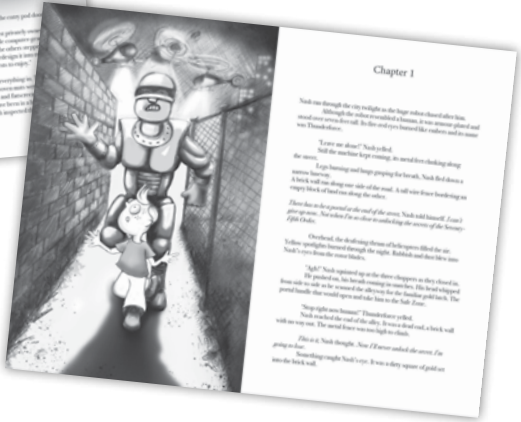 Chapter 1
Nash ran through the city twilight as the huge robot chased after him.
Although the robot resembled a human, it was armour-plated and
stood over seven feet tall. Its fire-red eyes burned like embers and its name
was Thunderforce.
"Leave me alone!" Nash yelled.
Still the machine kept coming, its metal feet clinking along
the street.
Legs burning and lungs gasping for breath, Nash fled down a
narrow laneway.
A brick wall ran along one side of the road. A tall wire fence bordering an
empty block of land ran along the other.
There has to be a portal at the end of the street, Nash told himself. I can't
give up now. Not when I'm so close to unlocking the secrets of the Seventy-
Fifth Order.
Overhead, the deafening thrum of helicopters filled the air.
Yellow spotlights burned through the night. Rubbish and dust blew into
Nash's eyes from the rotor blades.
"Agh!" Nash squinted up at the three choppers as they closed in.
He pushed on, his breath coming in snatches. His head whipped
from side to side as he scanned the alleyway for the familiar gold latch. The
portal handle that would open and take him to the Safe Zone.
"Stop right now human!" Thunderforce yelled.
Nash reached the end of the alley. It was a dead end, a brick wall
with no way out. The metal fence was too high to climb.
This is it, Nash thought. Now I'll never unlock the secret. I'm
going to lose.
Something caught Nash's eye. It was a dirty square of gold set
into the brick wall.